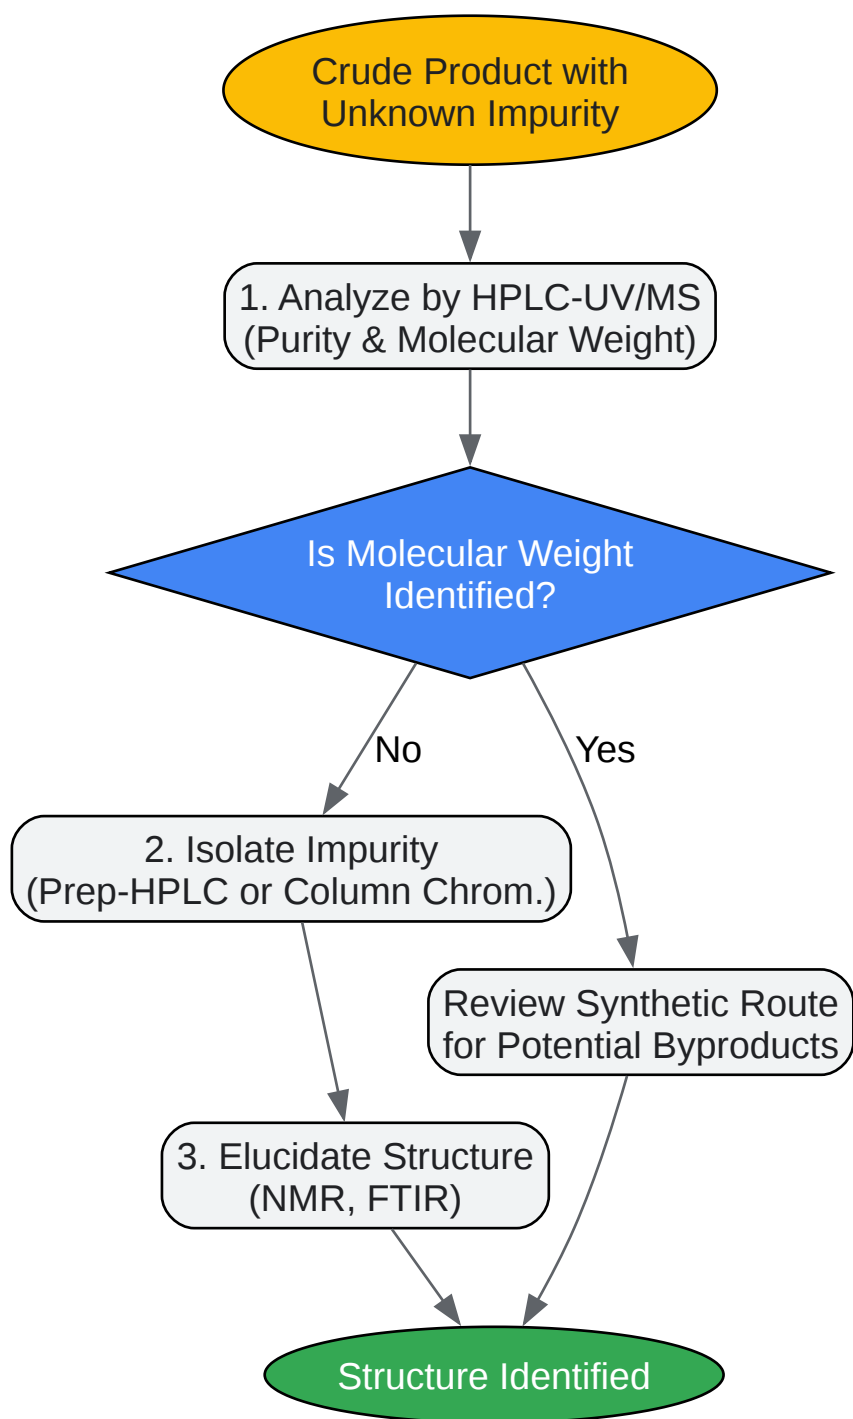 Crude Product with
Unknown Impurity
1. Analyze by HPLC-UV/MS
(Purity & Molecular Weight)
Is Molecular Weight
Identified?
No
Yes
2. Isolate Impurity
(Prep-HPLC or Column Chrom.)
Review Synthetic Route
for Potential Byproducts
3. Elucidate Structure
(NMR, FTIR)
Structure Identified